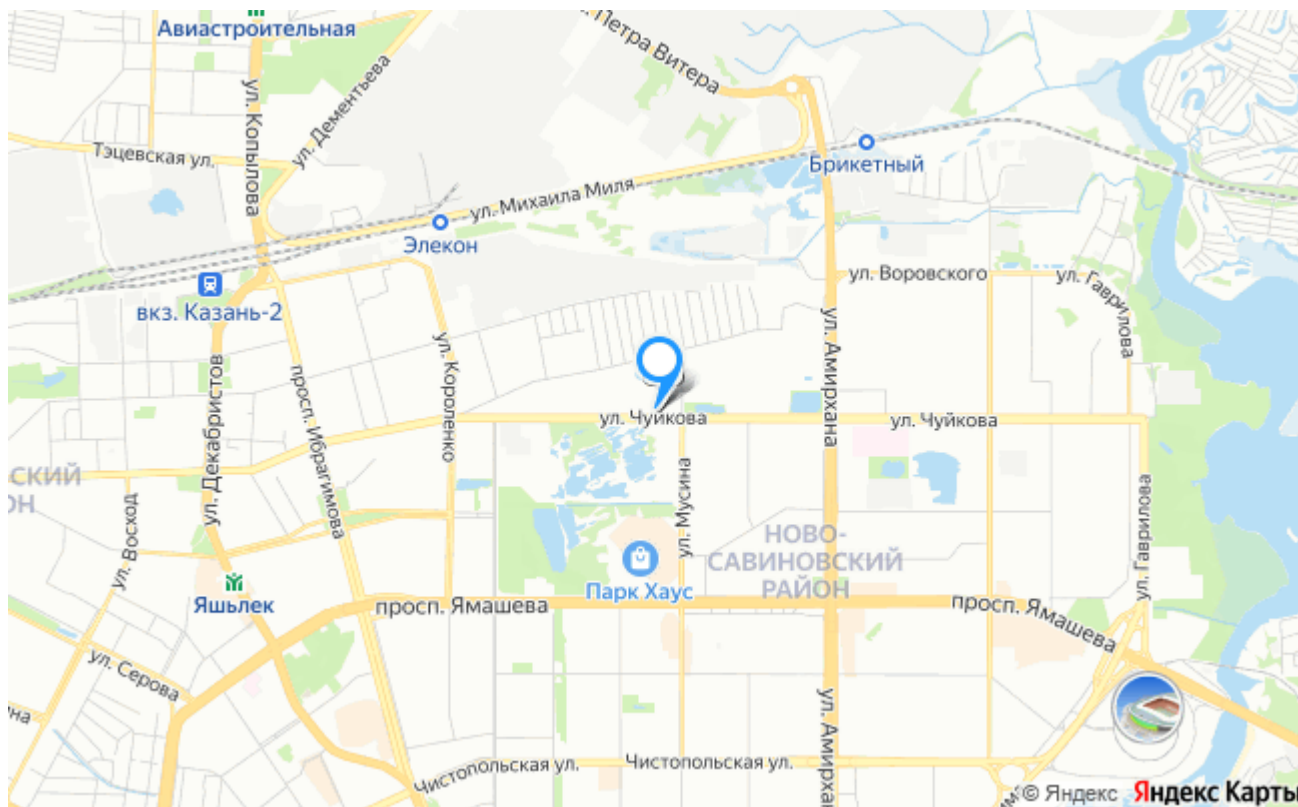 ул. Петра Витера
Авиастроительная
ул. Копылова
ул. Дементьева
Тэцевская ул.
Брикетный
ул. Михаила Миля
Элекон
ул. Воровского
ул. Гаврилова
вкз. Казань-2
ул. Амирхана
ул. Короленко
просп. Ибрагимова
ул. Декабристов
ул. Чуйкова
ул. Чуйкова
СКИЙ
ОН
ул. Восход
ул. Мусина
ул. Гаврилова
НОВО-
САВИНОВСКИЙ
РАЙОН
Парк Хаус
Яшьлек
просп. Ямашева
просп. Ямашева
ул. Серова
на
ул. Амирхана
Чистопольская ул.
Чистопольская ул.
© Яндекс Яндекс Карты